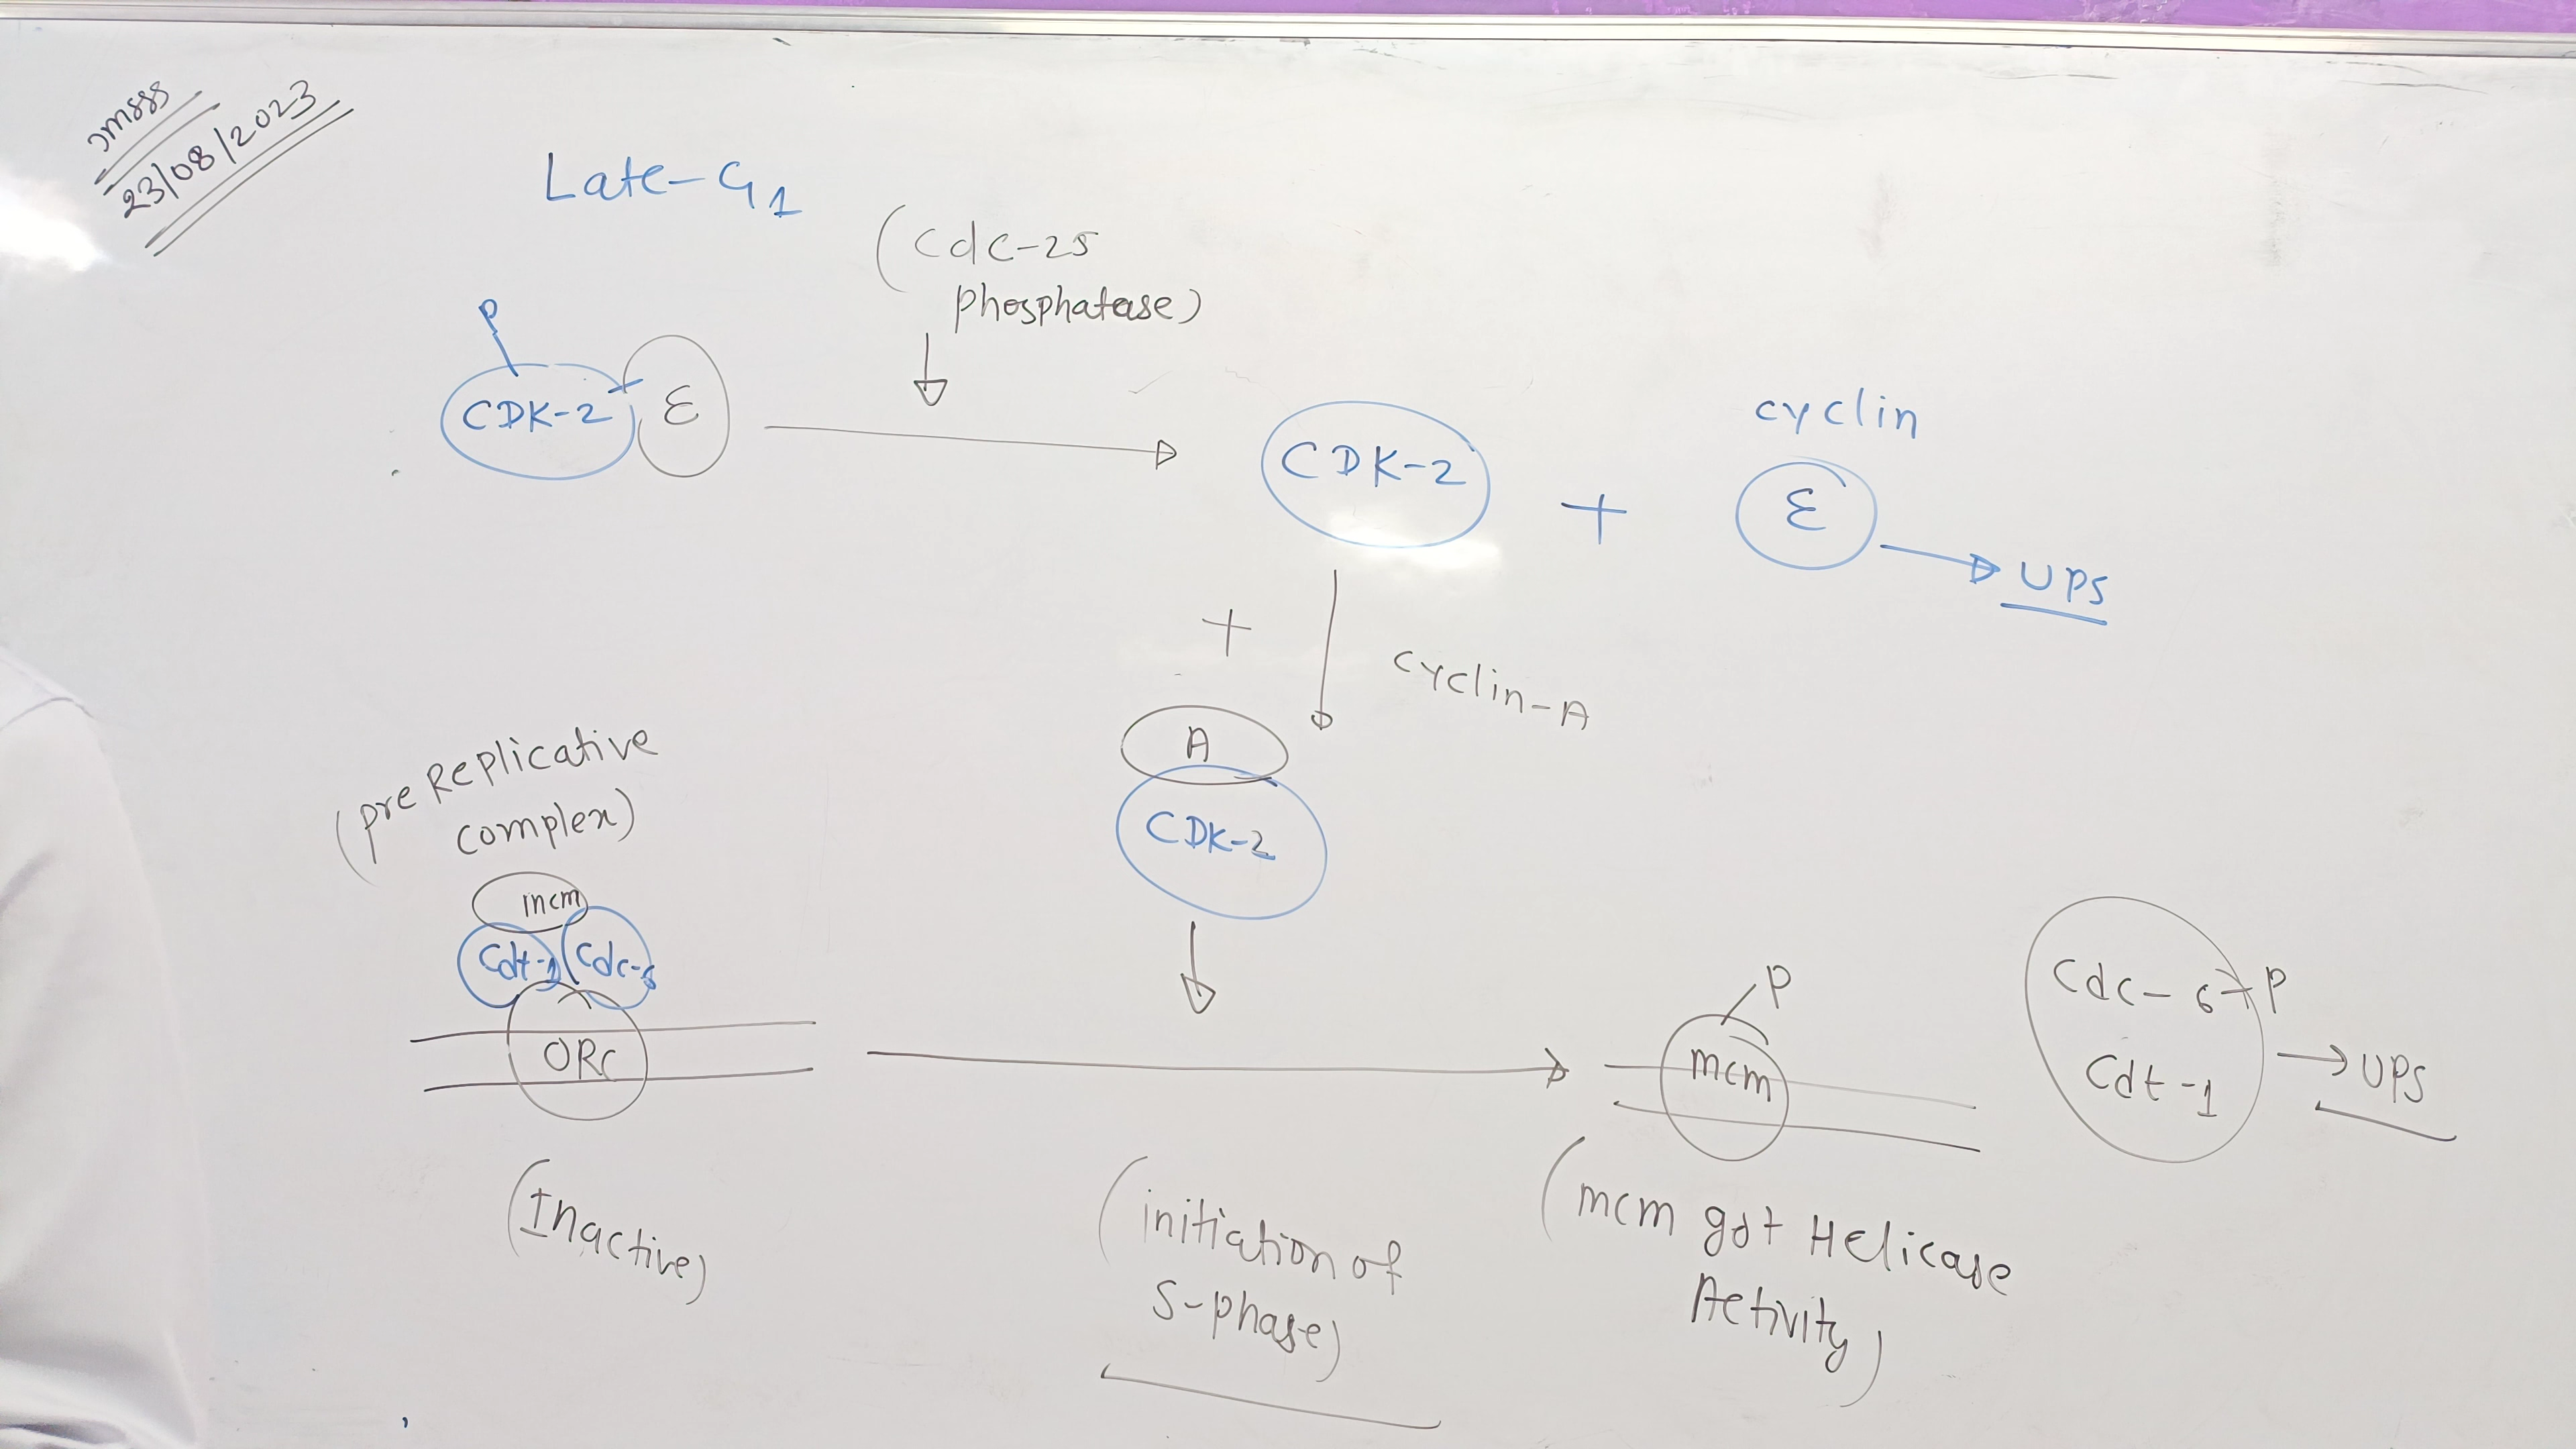 23/08/2023
Late-G1
(Cdc-25
phosphatase)
P
CDK-2
E
CDK-2
+
cyclin
E
UPS
+
cyclin-A
A
CDK-2
(pre Replicative
complex)
mcm
Cdt-1
Cdc-6
ORC
(Inactive)
(initiation of
S-phase)
P
mcm
(mcm got Helicase
Activity)
Cdc-6-P
Cdt-1
UPS